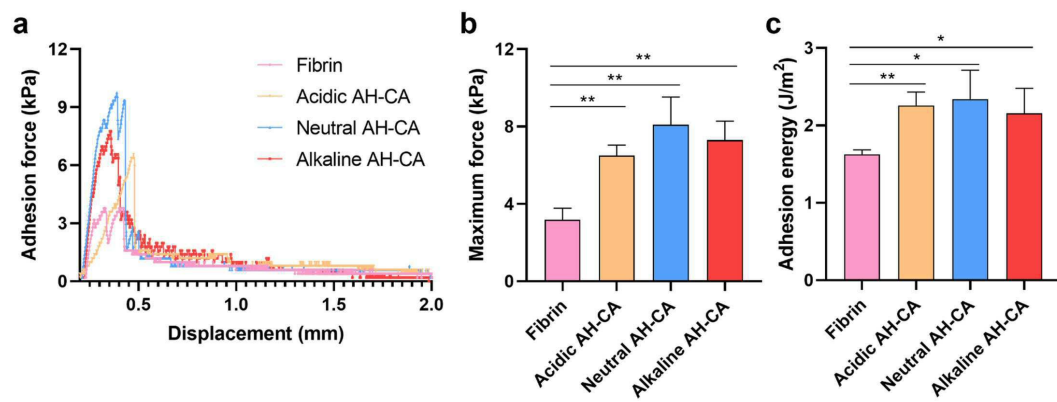 a
12
9
6
3
0
Adhesion force (kPa)
0.5
1.0
1.5
2.0
Displacement (mm)
Fibrin
Acidic AH-CA
Neutral AH-CA
Alkaline AH-CA
b
12
8
4
0
Maximum force (kPa)
**
**
**
Fibrin
Acidic AH-CA
Neutral AH-CA
Alkaline AH-CA
c
3
2
1
0
Adhesion energy (J/m²)
*
*
**
Fibrin
Acidic AH-CA
Neutral AH-CA
Alkaline AH-CA